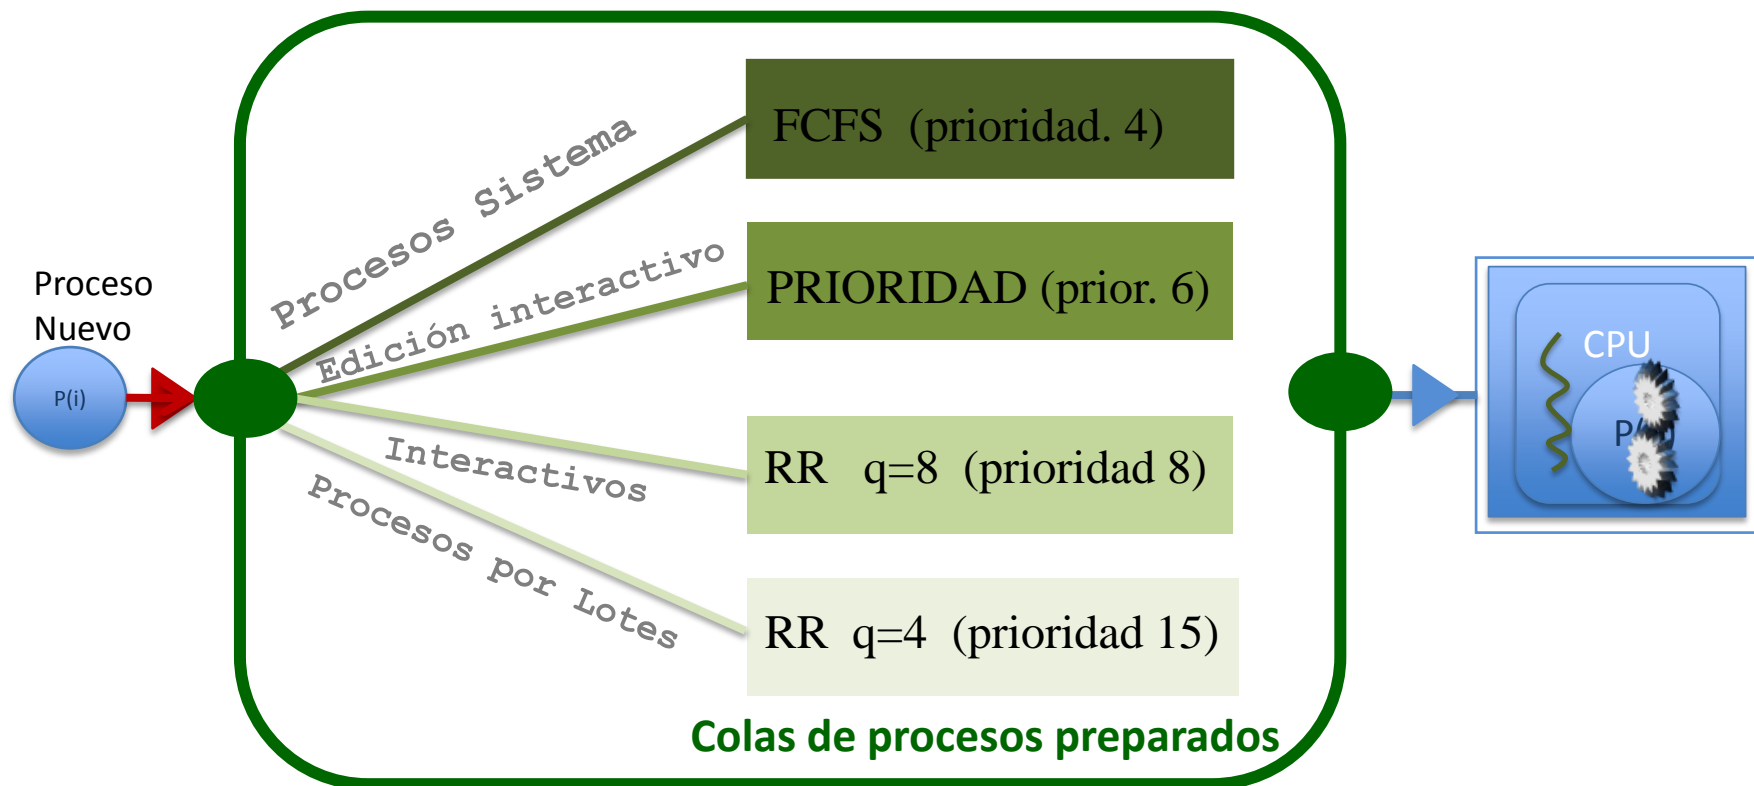 FCFS (prioridad. 4)
Procesos Sistema
PRIORIDAD (prior. 6)
Edición interactivo
Proceso
Nuevo
P(i)
CPU
RR q=8 (prioridad 8)
Interactivos
RR q=4 (prioridad 15)
Procesos por Lotes
Colas de procesos preparados